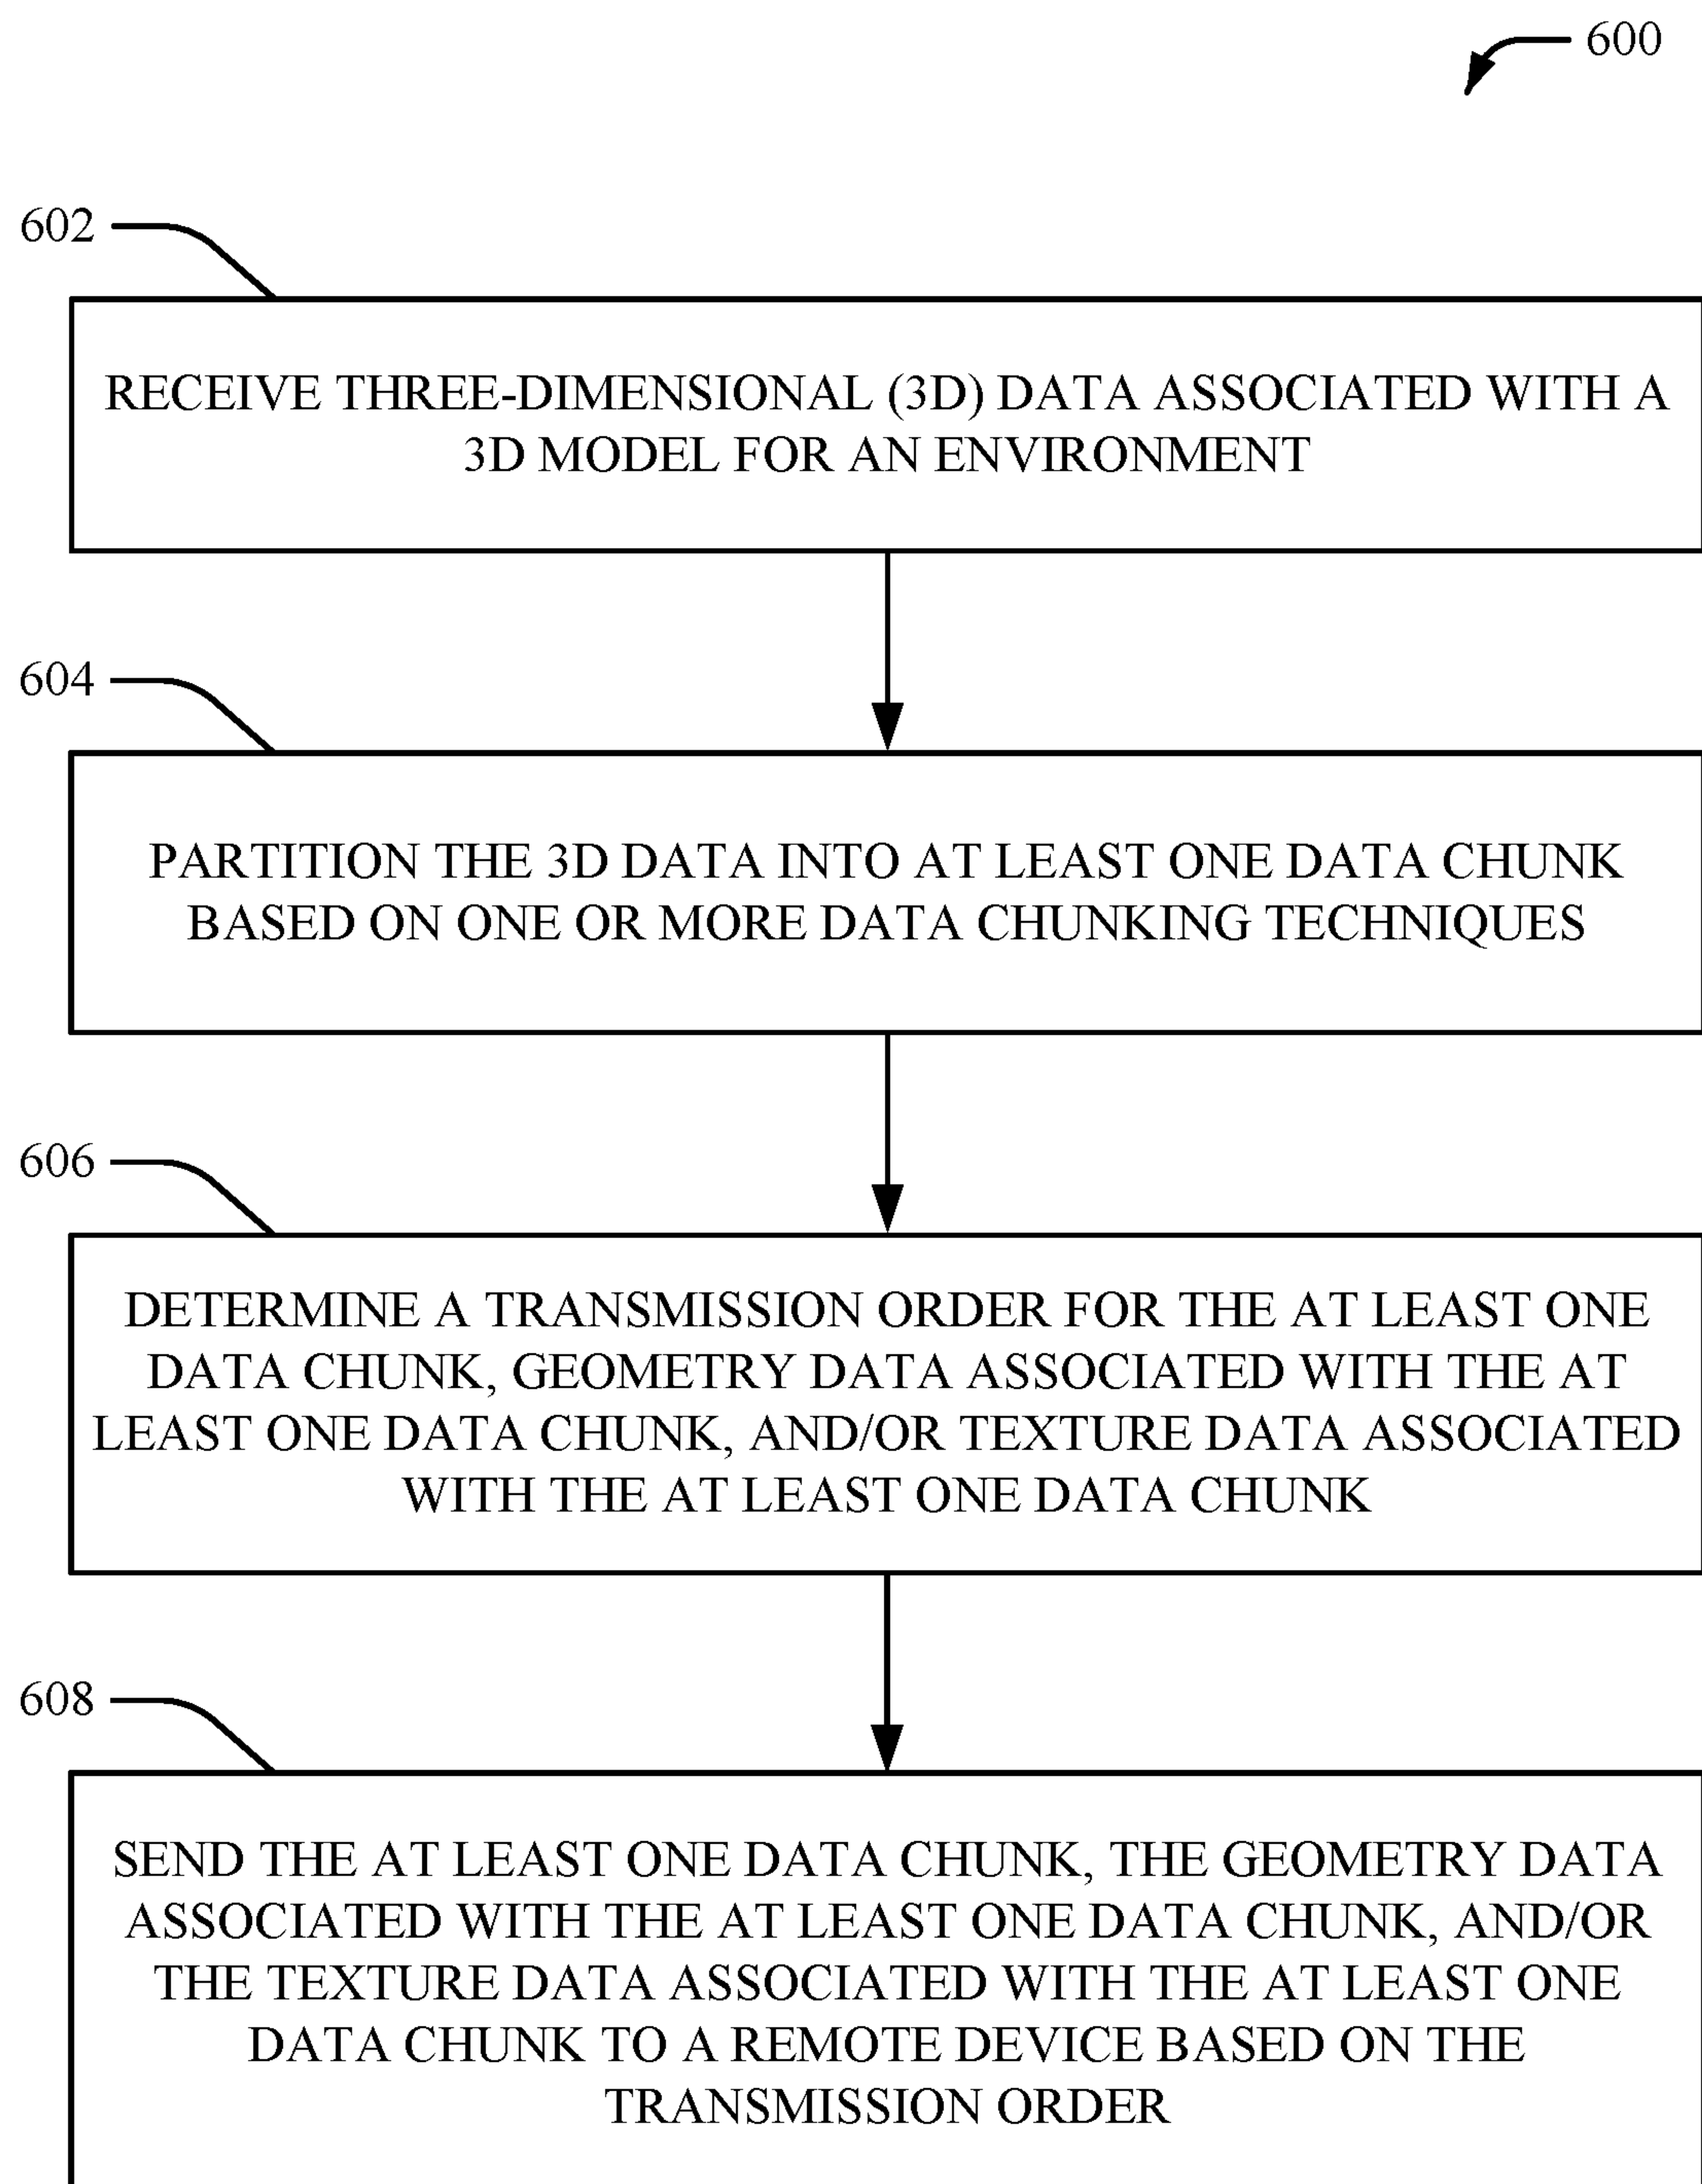 600
602
RECEIVE THREE-DIMENSIONAL (3D) DATA ASSOCIATED WITH A
3D MODEL FOR AN ENVIRONMENT
604
PARTITION THE 3D DATA INTO AT LEAST ONE DATA CHUNK
BASED ON ONE OR MORE DATA CHUNKING TECHNIQUES
606
DETERMINE A TRANSMISSION ORDER FOR THE AT LEAST ONE
DATA CHUNK, GEOMETRY DATA ASSOCIATED WITH THE AT
LEAST ONE DATA CHUNK, AND/OR TEXTURE DATA ASSOCIATED
WITH THE AT LEAST ONE DATA CHUNK
608
SEND THE AT LEAST ONE DATA CHUNK, THE GEOMETRY DATA
ASSOCIATED WITH THE AT LEAST ONE DATA CHUNK, AND/OR
THE TEXTURE DATA ASSOCIATED WITH THE AT LEAST ONE
DATA CHUNK TO A REMOTE DEVICE BASED ON THE
TRANSMISSION ORDER